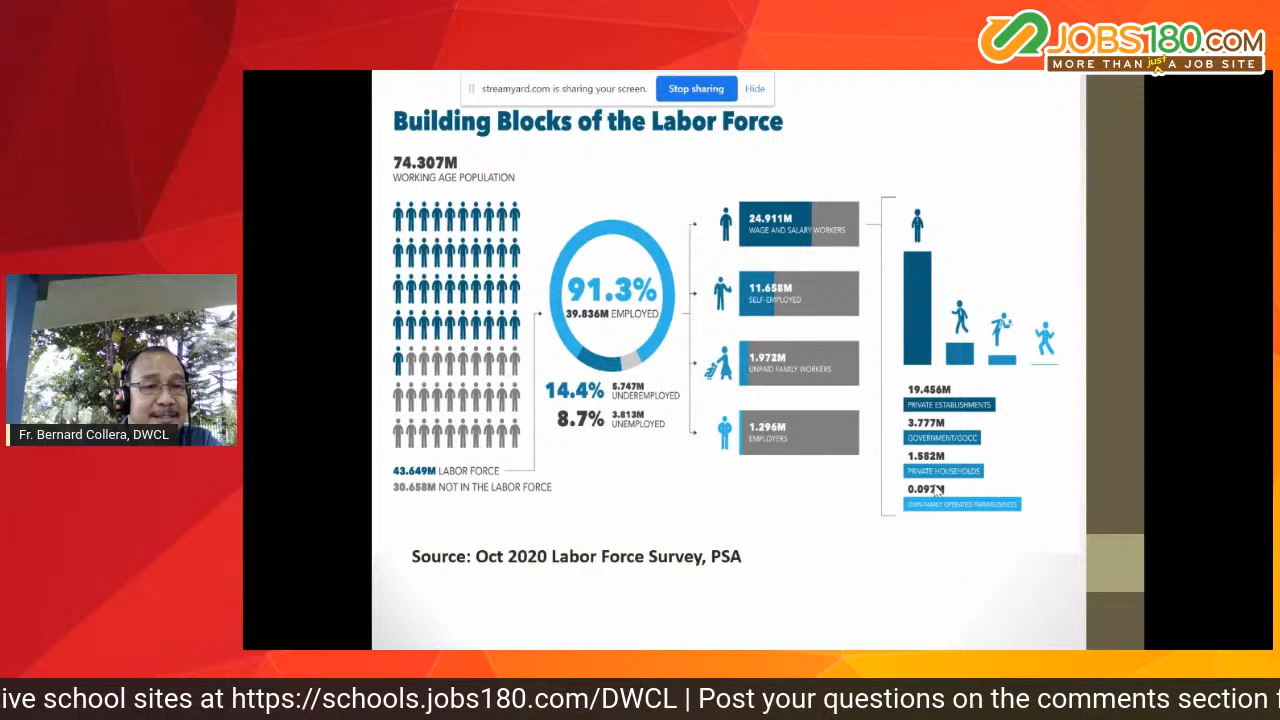 JOBS180.COM
MORE THAN just A JOB SITE
streamyard.com is sharing your screen. Stop sharing Hide
Building Blocks of the Labor Force
74.307M
WORKING AGE POPULATION
91.3%
39.836M EMPLOYED
14.4% 5.747M UNDEREMPLOYED
8.7% 3.813M UNEMPLOYED
43.649M LABOR FORCE
30.658M NOT IN THE LABOR FORCE
24.911M
WAGE AND SALARY WORKERS
11.658M
SELF-EMPLOYED
1.972M
UNPAID FAMILY WORKERS
1.296M
EMPLOYERS
19.456M
PRIVATE ESTABLISHMENTS
3.777M
GOVERNMENT/GOCC
1.582M
PRIVATE HOUSEHOLDS
0.097M
OWN-FAMILY OPERATED FARM/BUSINESS
Source: Oct 2020 Labor Force Survey, PSA
Fr. Bernard Collera, DWCL
ive school sites at https://schools.jobs180.com/DWCL | Post your questions on the comments section